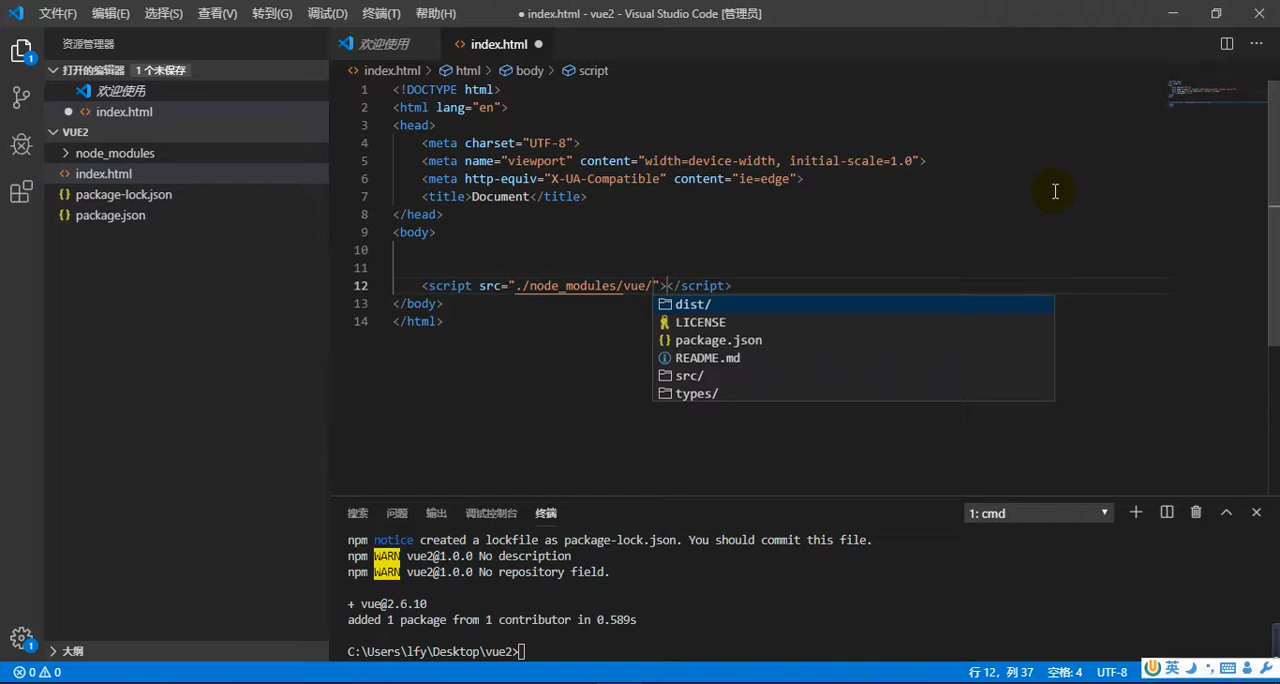 文件(F) 编辑(E) 选择(S) 查看(V) 转到(G) 调试(D) 终端(T) 帮助(H) ● index.html - vue2 - Visual Studio Code [管理员]
资源管理器
欢迎使用 index.html
打开的编辑器 1 个未保存
欢迎使用
index.html
VUE2
node_modules
index.html
package-lock.json
package.json
大纲
index.html > html > body > script
1 <!DOCTYPE html>
2 <html lang="en">
3 <head>
4 <meta charset="UTF-8">
5 <meta name="viewport" content="width=device-width, initial-scale=1.0">
6 <meta http-equiv="X-UA-Compatible" content="ie=edge">
7 <title>Document</title>
8 </head>
9 <body>
10
11
12 <script src="./node_modules/vue/"></script>
13 </body>
14 </html>
dist/
LICENSE
package.json
README.md
src/
types/
搜索 问题 输出 调试控制台 终端 1: cmd
npm notice created a lockfile as package-lock.json. You should commit this file.
npm WARN vue2@1.0.0 No description
npm WARN vue2@1.0.0 No repository field.
+ vue@2.6.10
added 1 package from 1 contributor in 0.589s
C:\Users\lfy\Desktop\vue2>
0 0 行 12，列 37 空格: 4 UTF-8 英